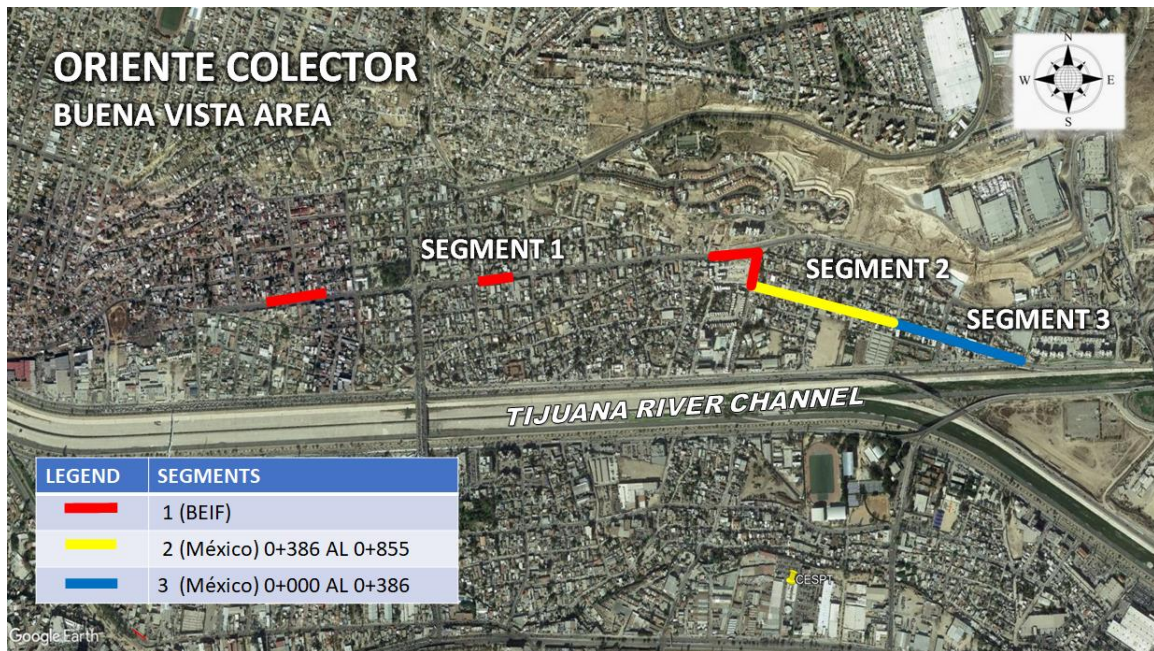 ORIENTE COLECTOR
BUENA VISTA AREA
N
W E
S
SEGMENT 1
SEGMENT 2
SEGMENT 3
TIJUANA RIVER CHANNEL
LEGEND SEGMENTS
1 (BEIF)
2 (México) 0+386 AL 0+855
3 (México) 0+000 AL 0+386
CESPT
Google Earth